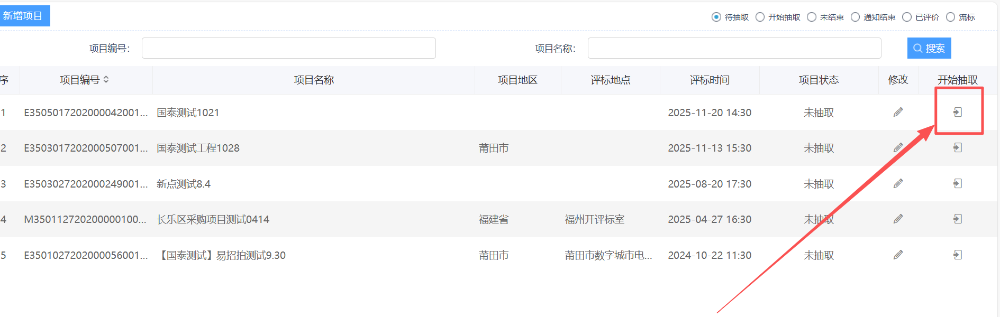 新增项目 待抽取 开始抽取 未结束 通知结束 已评价 流标
项目编号： 项目名称： 搜索
序 项目编号 项目名称 项目地区 评标地点 评标时间 项目状态 修改 开始抽取
1 E3505017202000042001... 国泰测试1021 2025-11-20 14:30 未抽取
2 E3503017202000507001... 国泰测试工程1028 莆田市 2025-11-13 15:30 未抽取
3 E3503027202000249001... 新点测试8.4 2025-08-20 17:30 未抽取
4 M350112720200000100... 长乐区采购项目测试0414 福建省 福州开评标室 2025-04-27 16:30 未抽取
5 E3501027202000056001... 【国泰测试】易招拍测试9.30 莆田市 莆田市数字城市电... 2024-10-22 11:30 未抽取